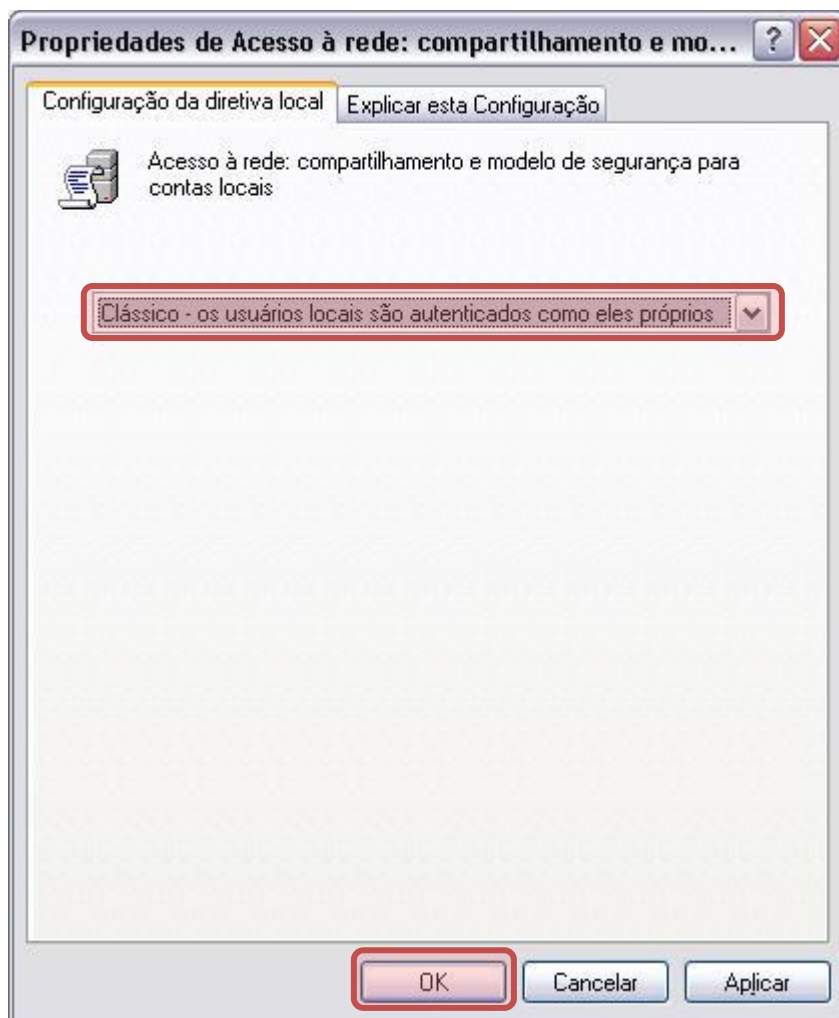 Propriedades de Acesso à rede: compartilhamento e mo...
Configuração da diretiva local
Explicar esta Configuração
Acesso à rede: compartilhamento e modelo de segurança para
contas locais
Clássico - os usuários locais são autenticados como eles próprios
OK
Cancelar
Aplicar